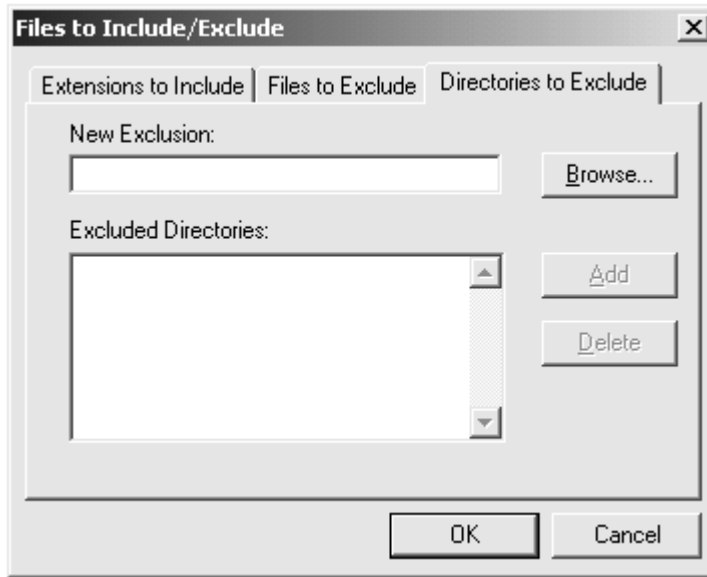 Files to Include/Exclude
Extensions to Include Files to Exclude Directories to Exclude
New Exclusion:
Browse...
Excluded Directories:
Add
Delete
OK Cancel